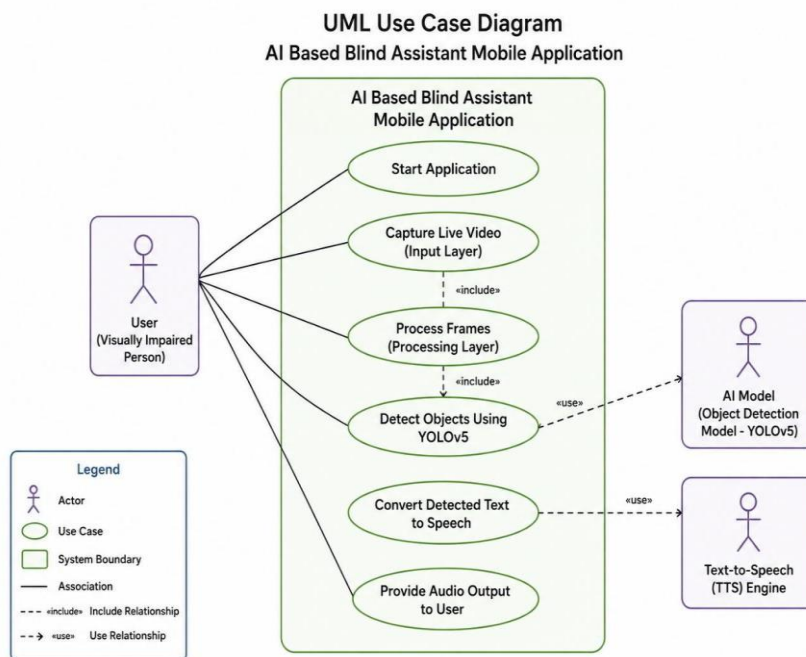 UML Use Case Diagram
AI Based Blind Assistant Mobile Application
AI Based Blind Assistant
Mobile Application
Start Application
Capture Live Video
(Input Layer)
«include»
Process Frames
(Processing Layer)
«include»
Detect Objects Using
YOLOv5
Convert Detected Text
to Speech
Provide Audio Output
to User
User
(Visually Impaired
Person)
«use»
AI Model
(Object Detection
Model - YOLOv5)
«use»
Text-to-Speech
(TTS) Engine
Legend
Actor
Use Case
System Boundary
Association
«include» Include Relationship
«use» Use Relationship